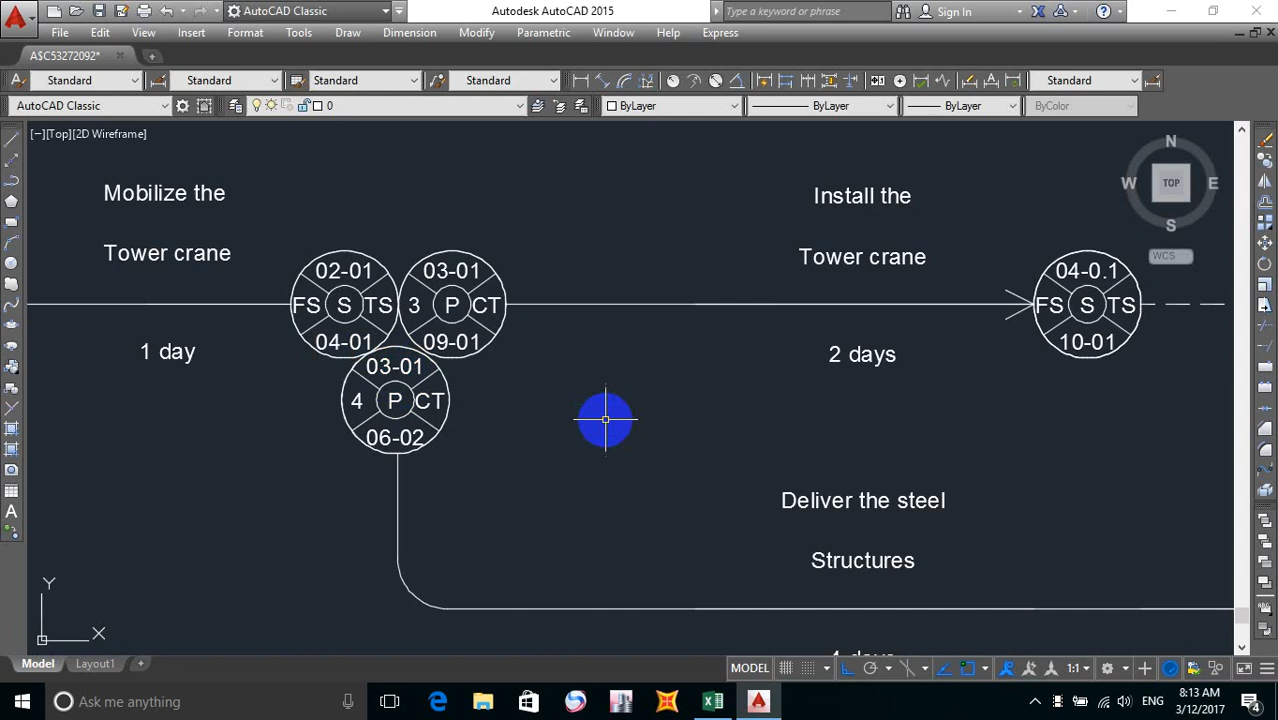 AutoCAD Classic
Autodesk AutoCAD 2015
Type a keyword or phrase
Sign In
File Edit View Insert Format Tools Draw Dimension Modify Parametric Window Help Express
A$C53272092*
Standard Standard Standard Standard Standard
AutoCAD Classic 0 ByLayer ByLayer ByLayer ByColor
[−][Top][2D Wireframe]
N
W TOP E
S
WCS
Mobilize the
Tower crane
Install the
Tower crane
02-01
FS S TS
04-01
03-01
3 P CT
09-01
04-0.1
FS S TS
10-01
1 day
2 days
03-01
4 P CT
06-02
Deliver the steel
Structures
Y
X
Model Layout1
MODEL 1:1
Ask me anything
ENG
8:13 AM
3/12/2017
4